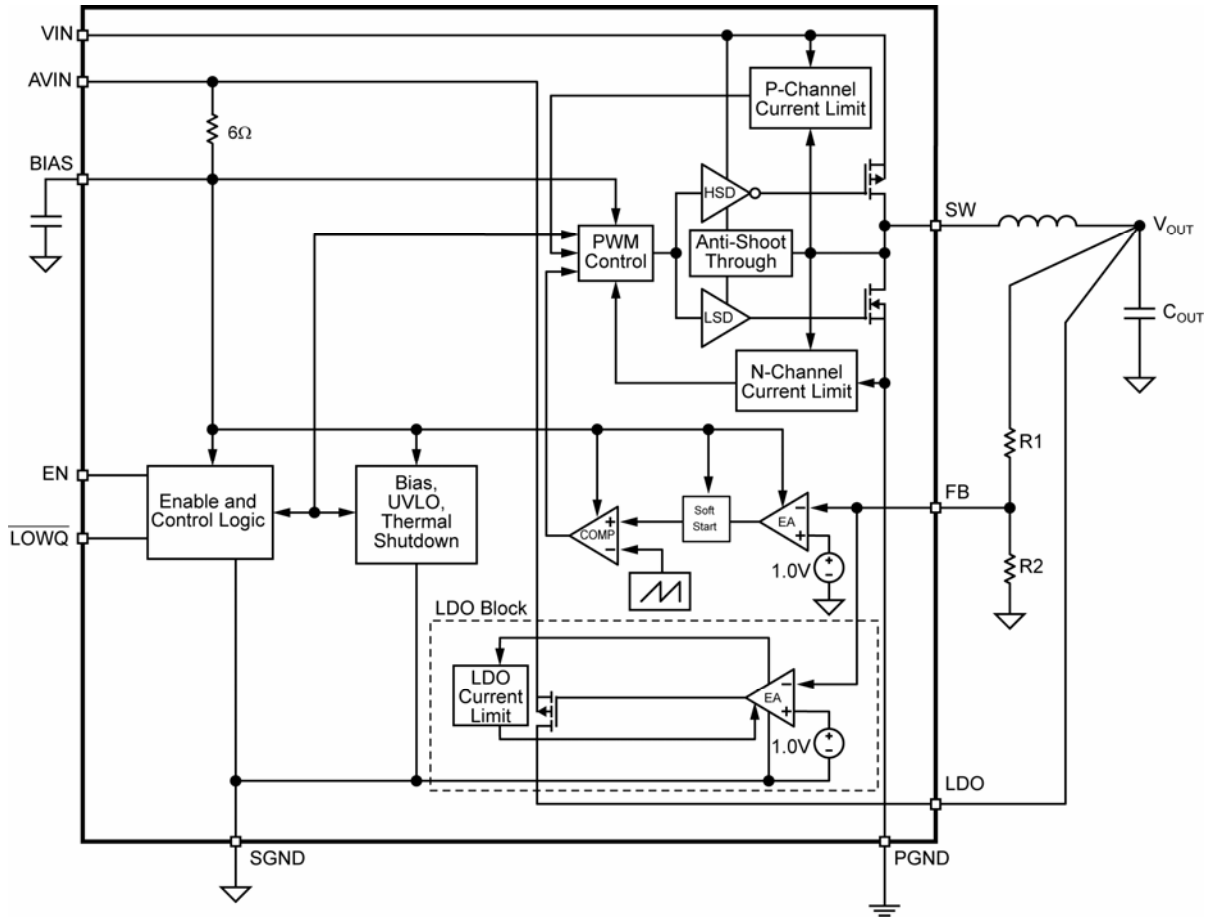 VIN
AVIN
P-Channel
Current Limit
6Ω
BIAS
HSD
SW
PWM
Control
Anti-Shoot
Through
VOUT
LSD
COUT
N-Channel
Current Limit
R1
EN
Enable and
Control Logic
Bias,
UVLO,
Thermal
Shutdown
Soft
Start
EA
−
+
FB
LOWQ
COMP
+
−
1.0V
+
−
R2
LDO Block
LDO
Current
Limit
EA
−
+
1.0V
+
−
LDO
SGND
PGND